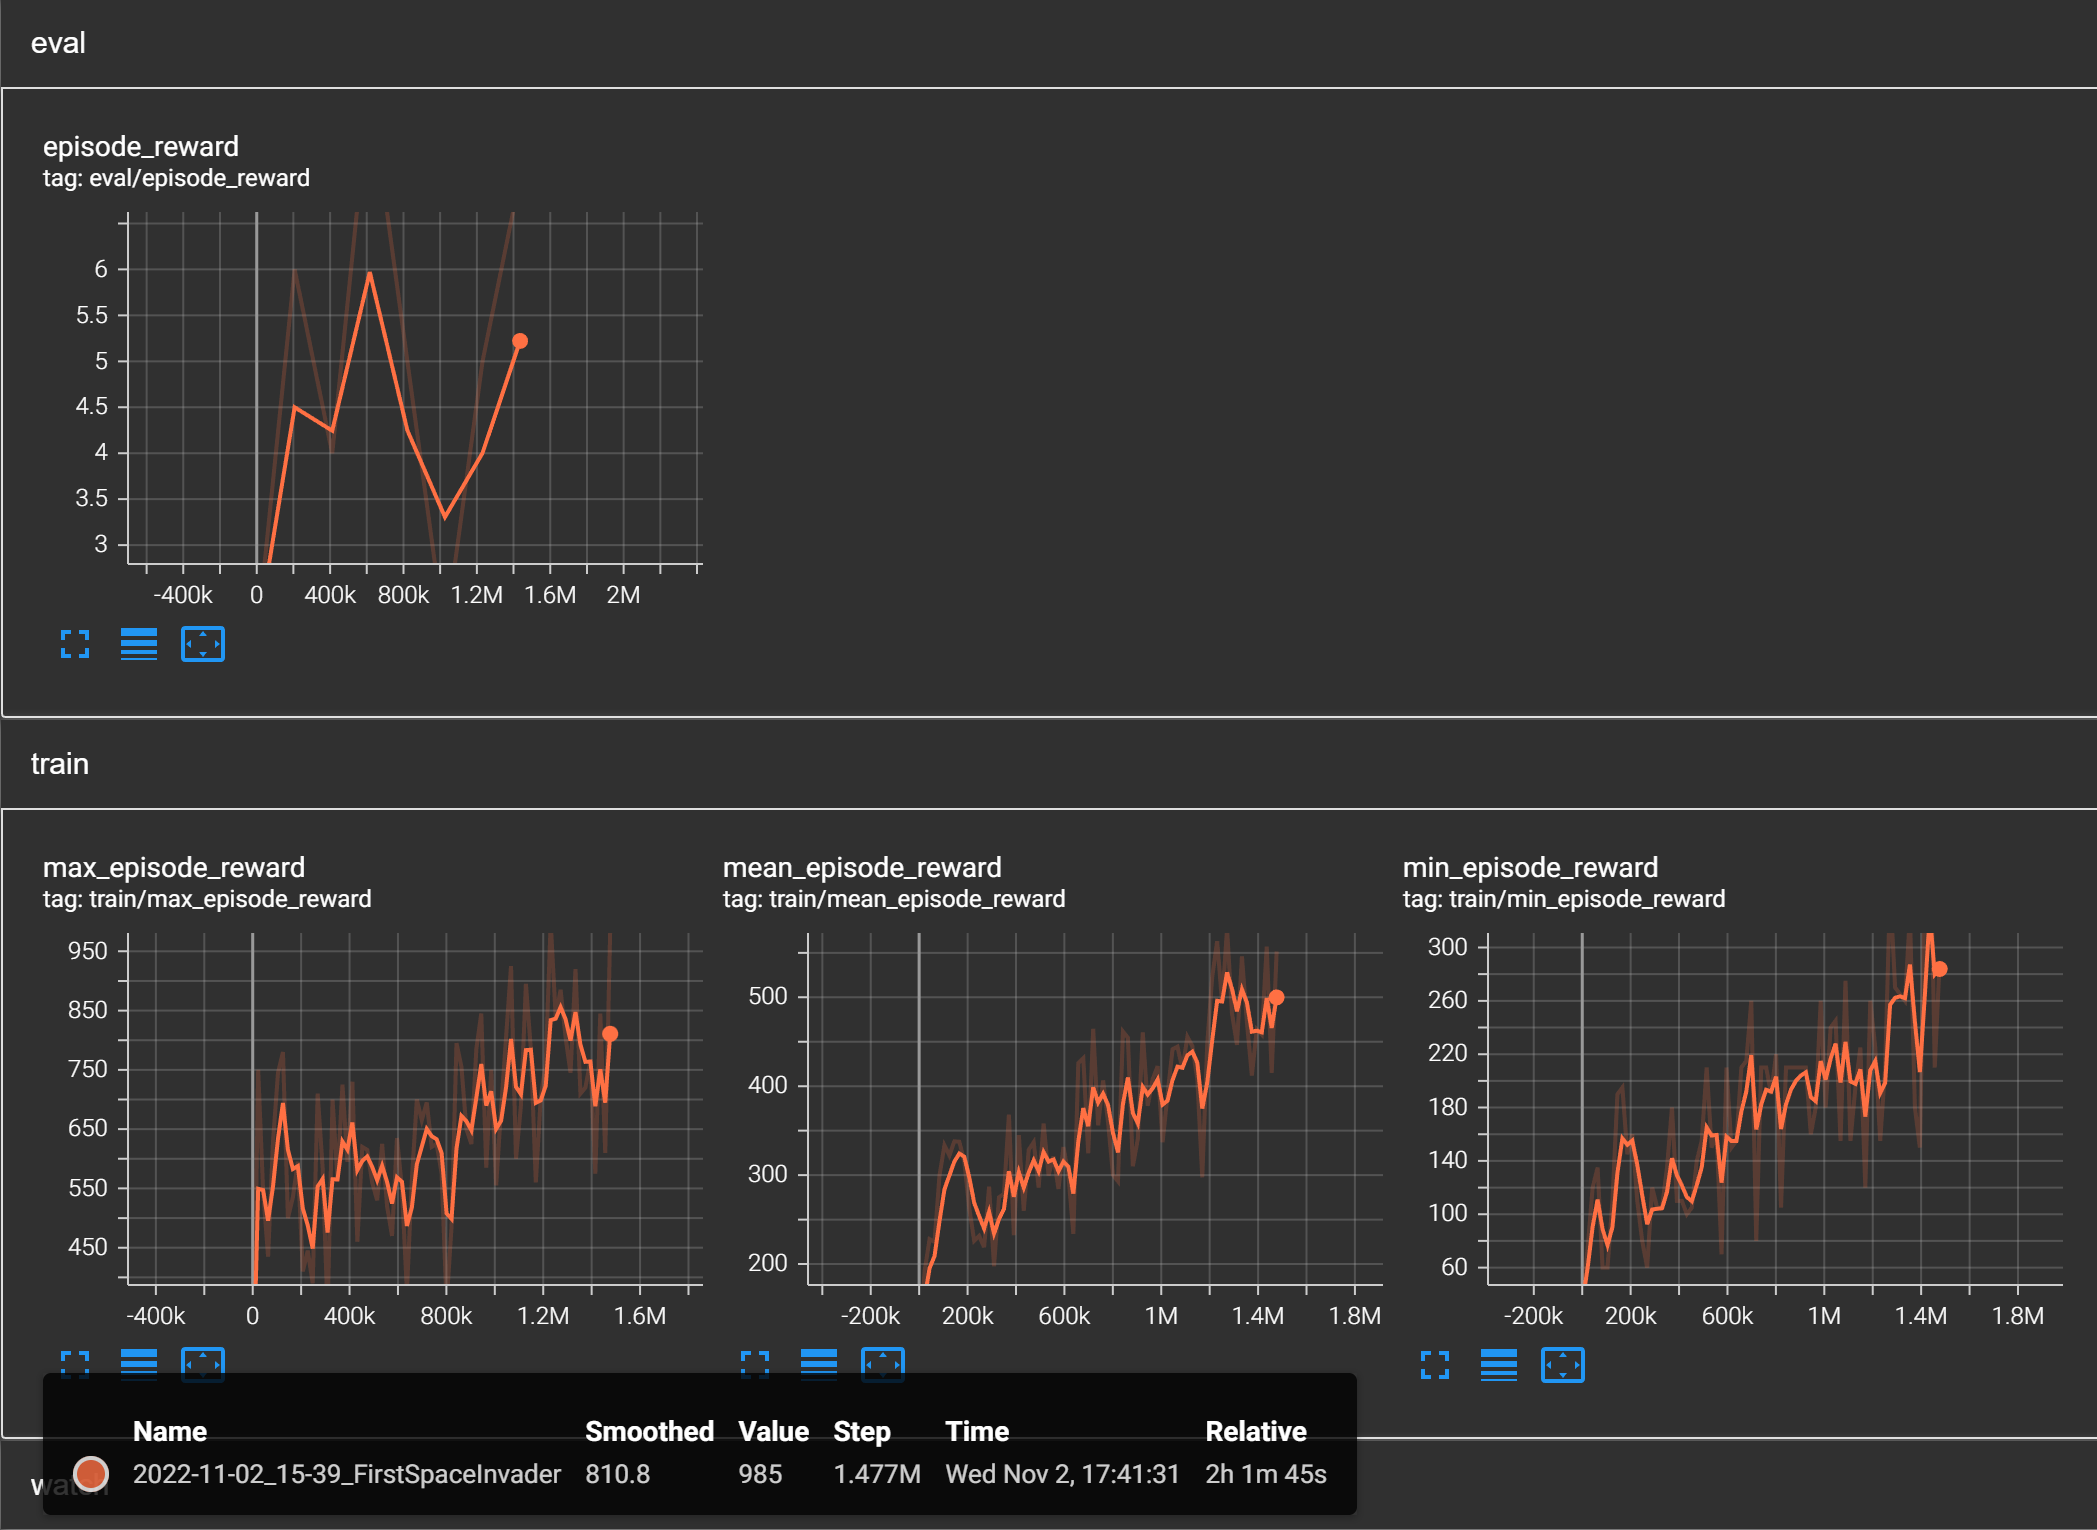 eval
episode_reward
tag: eval/episode_reward
6
5.5
5
4.5
4
3.5
3
-400k 0 400k 800k 1.2M 1.6M 2M
train
max_episode_reward
tag: train/max_episode_reward
950
850
750
650
550
450
-400k 0 400k 800k 1.2M 1.6M
mean_episode_reward
tag: train/mean_episode_reward
500
400
300
200
-200k 200k 600k 1M 1.4M 1.8M
min_episode_reward
tag: train/min_episode_reward
300
260
220
180
140
100
60
-200k 200k 600k 1M 1.4M 1.8M
Name Smoothed Value Step Time Relative
2022-11-02_15-39_FirstSpaceInvader 810.8 985 1.477M Wed Nov 2, 17:41:31 2h 1m 45s
watch